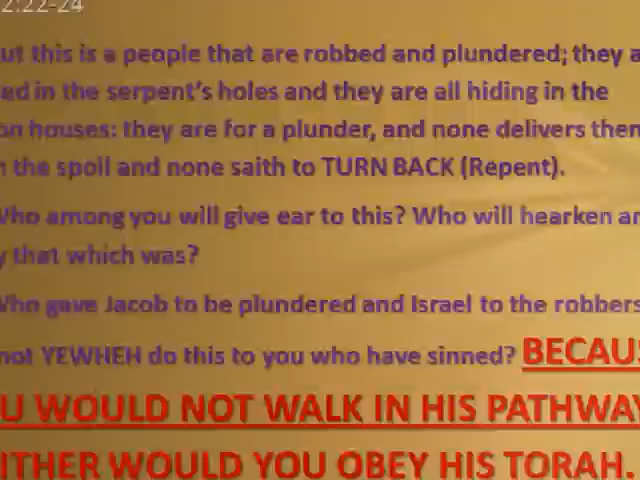 2:22-24
ut this is a people that are robbed and plundered; they a
ed in the serpent's holes and they are all hiding in the
on houses: they are for a plunder, and none delivers them
the spoil and none saith to TURN BACK (Repent).
Who among you will give ear to this? Who will hearken an
y that which was?
Who gave Jacob to be plundered and Israel to the robbers
not YEWHEH do this to you who have sinned? BECAUS
U WOULD NOT WALK IN HIS PATHWAY
ITHER WOULD YOU OBEY HIS TORAH.